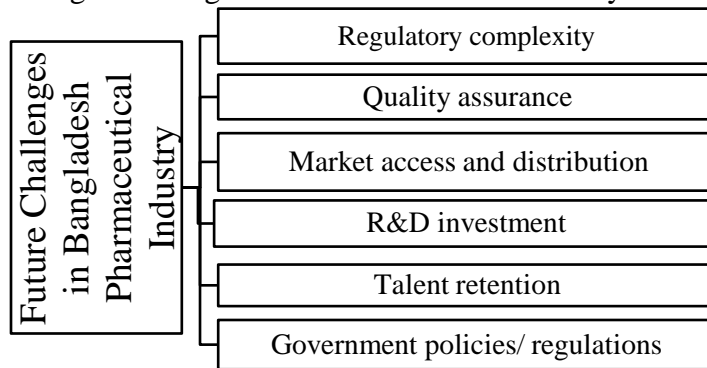 Future Challenges
in Bangladesh
Pharmaceutical
Industry
Regulatory complexity
Quality assurance
Market access and distribution
R&D investment
Talent retention
Government policies/ regulations